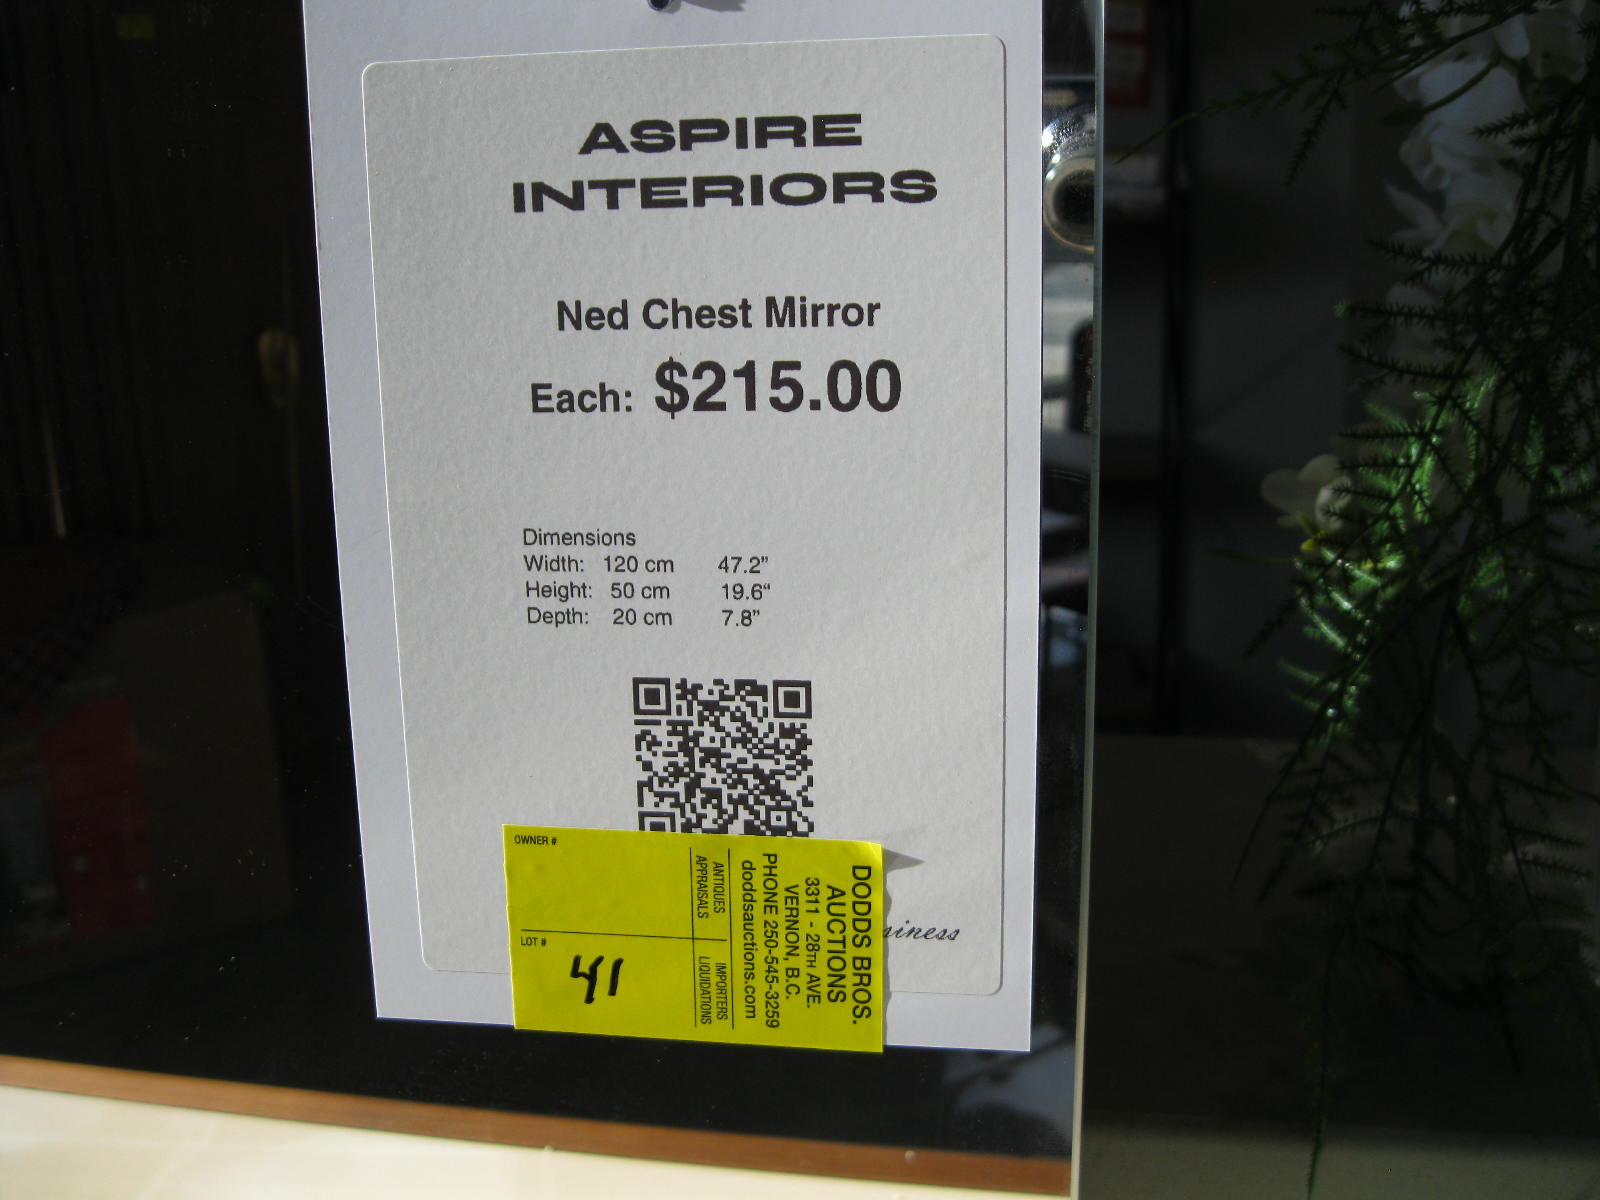 ASPIRE
INTERIORS
Ned Chest Mirror
Each: $215.00
Dimensions
Width: 120 cm 47.2”
Height: 50 cm 19.6“
Depth: 20 cm 7.8”
OWNER #
LOT #
41
ANTIQUES
APPRAISALS
IMPORTERS
LIQUIDATIONS
DODDS BROS.
AUCTIONS
3311 - 28TH AVE.
VERNON, B.C.
PHONE 250-545-3259
doddsauctions.com